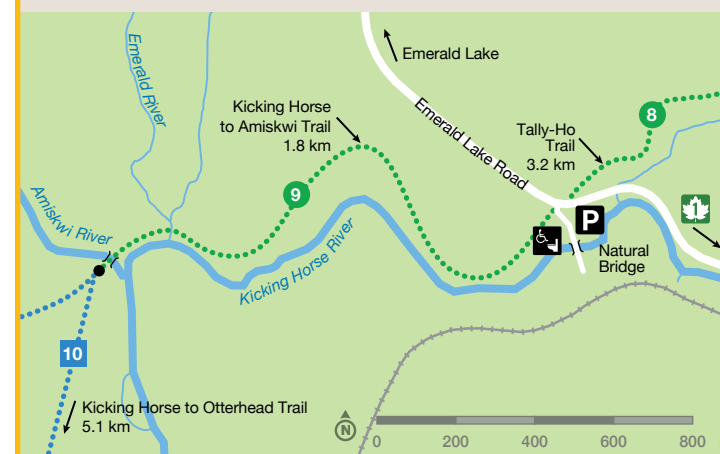 Emerald Lake
Emerald River
Kicking Horse
to Amiskwi Trail
1.8 km
Emerald Lake Road
8
Tally-Ho
Trail
3.2 km
9
Amiskwi River
Kicking Horse River
P
1
Natural
Bridge
10
Kicking Horse to Otterhead Trail
5.1 km
N
0 200 400 600 800